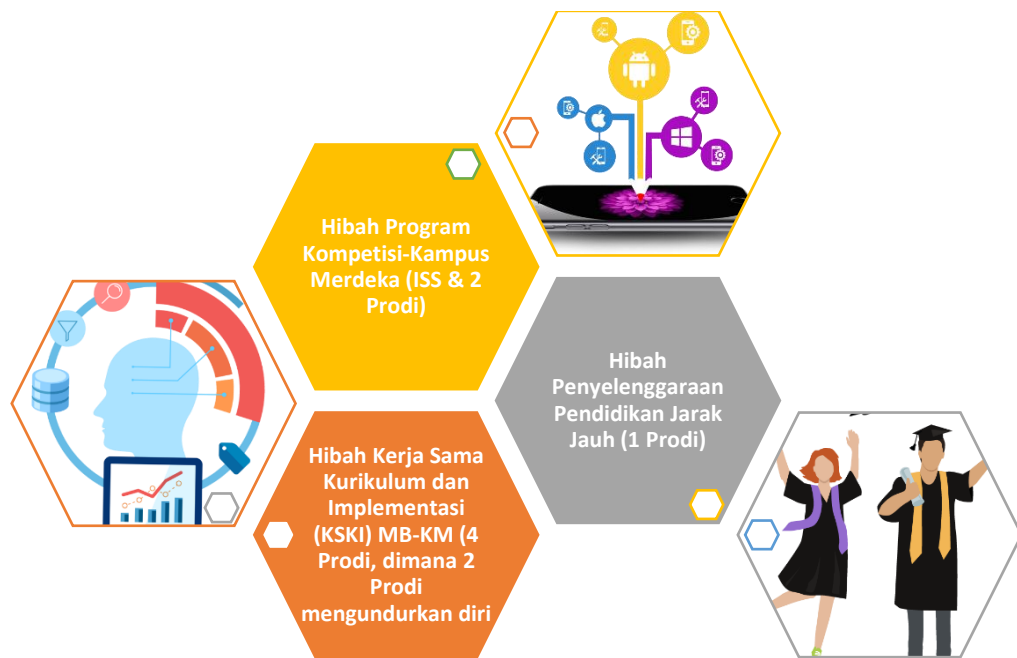 Hibah Program
Kompetisi-Kampus
Merdeka (ISS & 2
Prodi)
Hibah
Penyelenggaraan
Pendidikan Jarak
Jauh (1 Prodi)
Hibah Kerja Sama
Kurikulum dan
Implementasi
(KSKI) MB-KM (4
Prodi, dimana 2
Prodi
mengundurkan diri